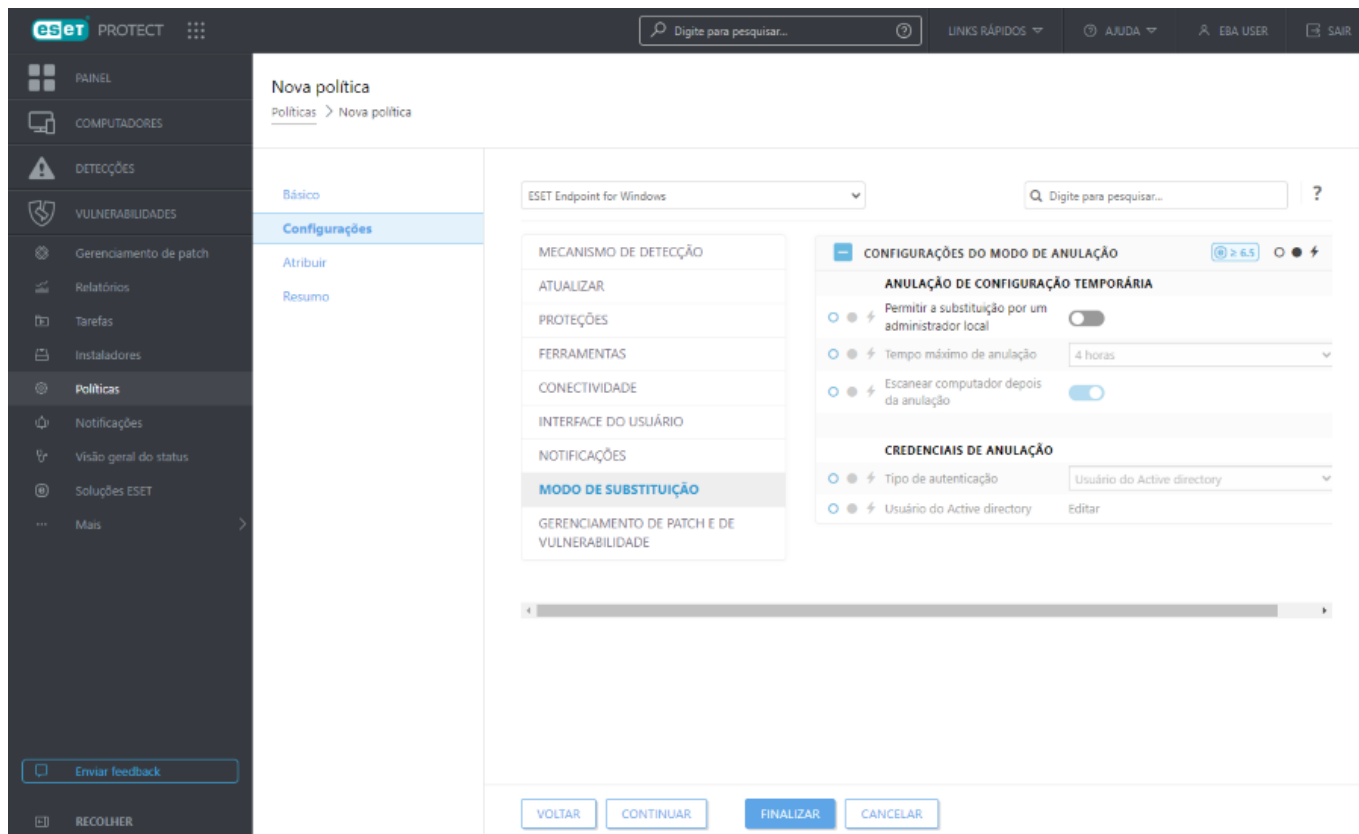 eset PROTECT
Digite para pesquisar...
LINKS RÁPIDOS
AJUDA
EBA USER
SAIR
PAINEL
COMPUTADORES
DETECÇÕES
VULNERABILIDADES
Gerenciamento de patch
Relatórios
Tarefas
Instaladores
Políticas
Notificações
Visão geral do status
Soluções ESET
Mais
Enviar feedback
RECOLHER
Nova política
Políticas > Nova política
Básico
Configurações
Atribuir
Resumo
ESET Endpoint for Windows
Digite para pesquisar...
?
MECANISMO DE DETECÇÃO
ATUALIZAR
PROTEÇÕES
FERRAMENTAS
CONECTIVIDADE
INTERFACE DO USUÁRIO
NOTIFICAÇÕES
MODO DE SUBSTITUIÇÃO
GERENCIAMENTO DE PATCH E DE
VULNERABILIDADE
CONFIGURAÇÕES DO MODO DE ANULAÇÃO
≥ 6.5
ANULAÇÃO DE CONFIGURAÇÃO TEMPORÁRIA
Permitir a substituição por um
administrador local
Tempo máximo de anulação
4 horas
Escanear computador depois
da anulação
CREDENCIAIS DE ANULAÇÃO
Tipo de autenticação
Usuário do Active directory
Usuário do Active directory
Editar
VOLTAR
CONTINUAR
FINALIZAR
CANCELAR